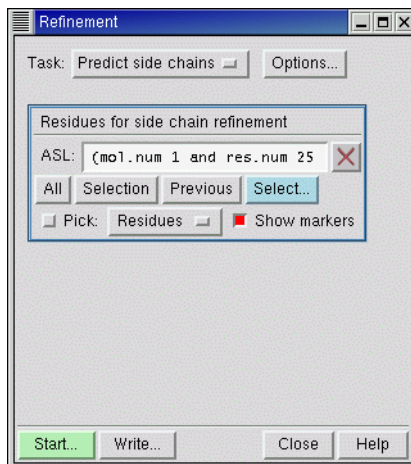 Refinement
Task: Predict side chains Options...
Residues for side chain refinement
ASL: (mol.num 1 and res.num 25
All Selection Previous Select...
Pick: Residues Show markers
Start... Write... Close Help